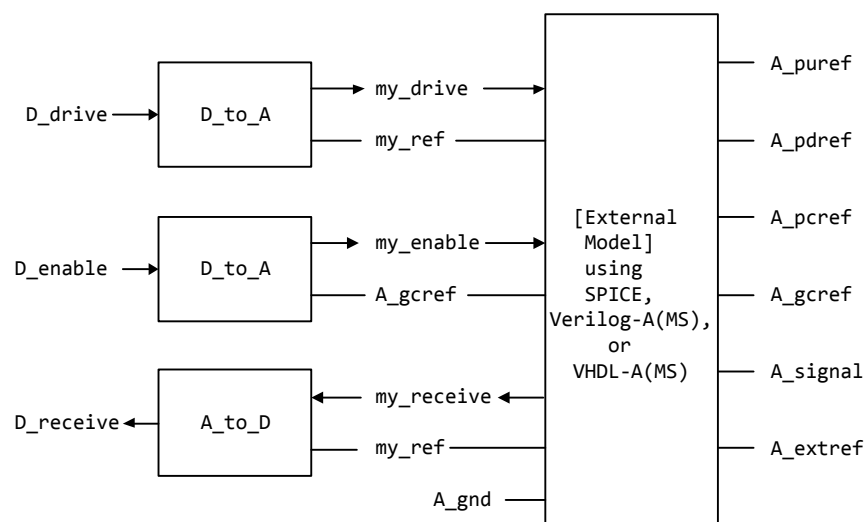 A_puref
my_drive
D_drive
D_to_A
my_ref
A_pdref
[External
Model]
using
SPICE,
Verilog-A(MS),
or
VHDL-A(MS)
A_pcref
my_enable
D_enable
D_to_A
A_gcref
A_gcref
A_signal
my_receive
D_receive
A_to_D
my_ref
A_extref
A_gnd